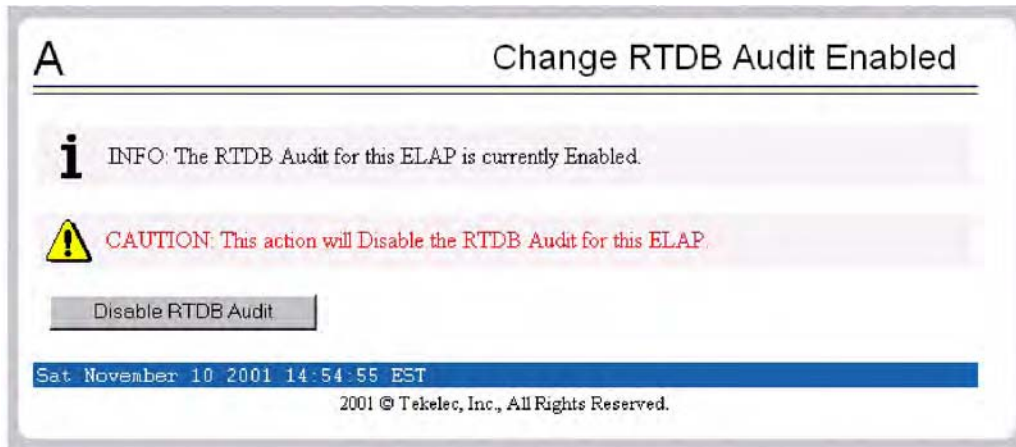 A
Change RTDB Audit Enabled
i INFO: The RTDB Audit for this ELAP is currently Enabled.
CAUTION: This action will Disable the RTDB Audit for this ELAP.
Disable RTDB Audit
Sat November 10 2001 14:54:55 EST
2001 © Tekelec, Inc., All Rights Reserved.